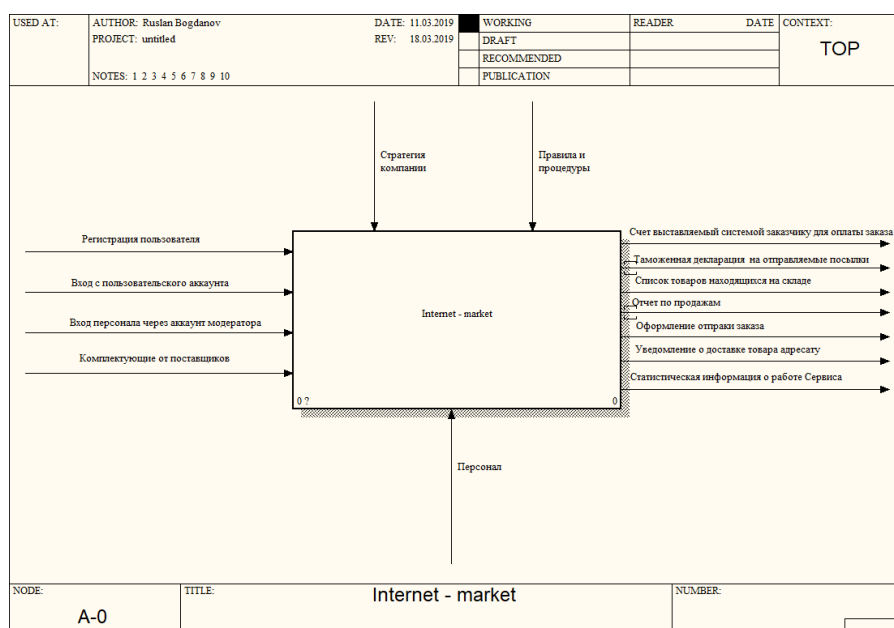 USED AT:
AUTHOR: Ruslan Bogdanov
DATE: 11.03.2019
PROJECT: untitled
REV: 18.03.2019
NOTES: 1 2 3 4 5 6 7 8 9 10
WORKING
DRAFT
RECOMMENDED
PUBLICATION
READER
DATE
CONTEXT:
TOP
Стратегия
компании
Правила и
процедуры
Регистрация пользователя
Вход с пользовательского аккаунта
Вход персонала через аккаунт модератора
Комплектующие от поставщиков
Internet - market
0 ?
0
Счет выставляемый системой заказчику для оплаты заказа
Таможенная декларация на отправляемые посылки
Список товаров находящихся на складе
Отчет по продажам
Оформление отпраки заказа
Уведомление о доставке товара адресату
Статистическая информация о работе Сервиса
Персонал
NODE:
A-0
TITLE:
Internet - market
NUMBER: